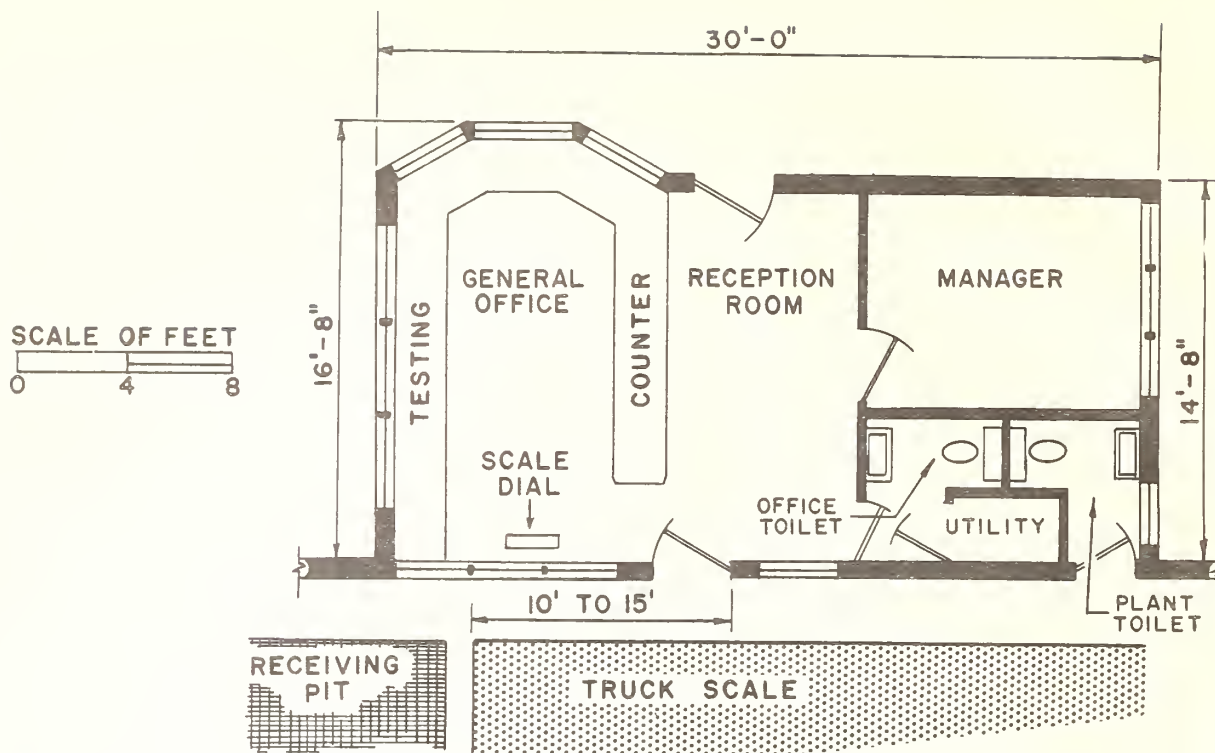 30'-0"
16'-8"
GENERAL
OFFICE
RECEPTION
ROOM
MANAGER
SCALE OF FEET
0 4 8
TESTING
COUNTER
14'-8"
SCALE
DIAL
OFFICE
TOILET
UTILITY
10' TO 15'
PLANT
TOILET
RECEIVING
PIT
TRUCK SCALE